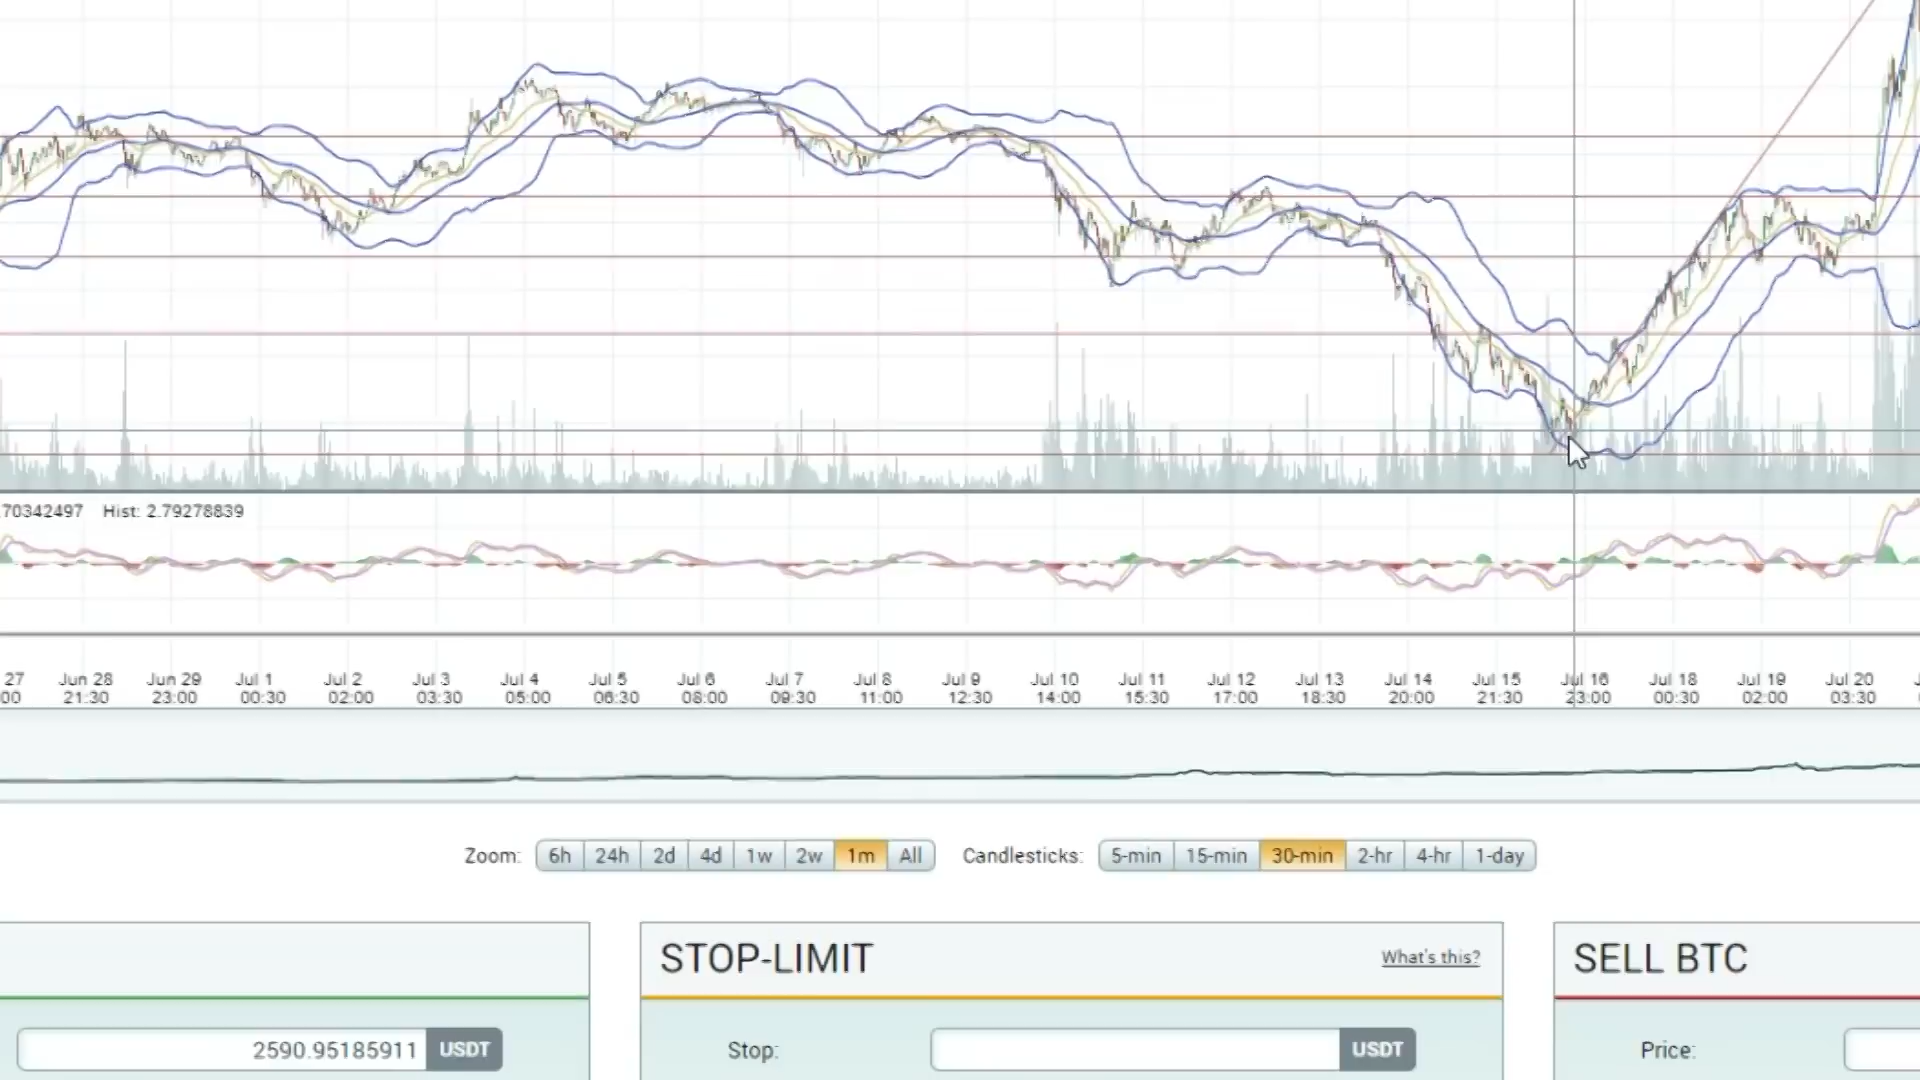 70342497 Hist: 2.79278839
27 Jun 28 Jun 29 Jul 1 Jul 2 Jul 3 Jul 4 Jul 5 Jul 6 Jul 7 Jul 8 Jul 9 Jul 10 Jul 11 Jul 12 Jul 13 Jul 14 Jul 15 Jul 16 Jul 18 Jul 19 Jul 20
00 21:30 23:00 00:30 02:00 03:30 05:00 06:30 08:00 09:30 11:00 12:30 14:00 15:30 17:00 18:30 20:00 21:30 23:00 00:30 02:00 03:30
Zoom: 6h 24h 2d 4d 1w 2w 1m All Candlesticks: 5-min 15-min 30-min 2-hr 4-hr 1-day
STOP-LIMIT What's this? SELL BTC
2590.95185911 USDT Stop: USDT Price: